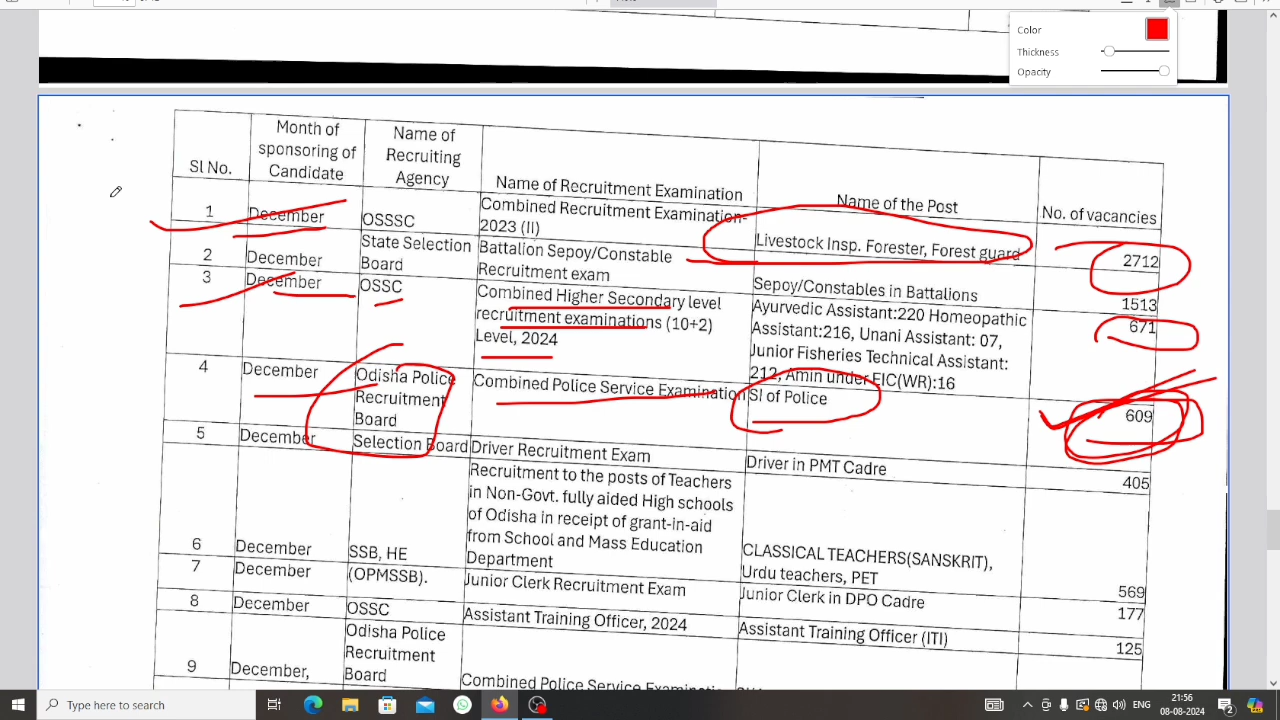 Color
Thickness
Opacity
Sl No.
Month of
sponsoring of
Candidate
Name of
Recruiting
Agency
Name of Recruitment Examination
Name of the Post
No. of vacancies
1
December
OSSSC
Combined Recruitment Examination-
2023 (II)
Livestock Insp. Forester, Forest guard
2712
2
December
State Selection
Board
Battalion Sepoy/Constable
Recruitment exam
Sepoy/Constables in Battalions
1513
3
December
OSSC
Combined Higher Secondary level
recruitment examinations (10+2)
Level, 2024
Ayurvedic Assistant:220 Homeopathic
Assistant:216, Unani Assistant: 07,
Junior Fisheries Technical Assistant:
212, Amin under EIC(WR):16
671
4
December
Odisha Police
Recruitment
Board
Combined Police Service Examination
SI of Police
609
5
December
Selection Board
Driver Recruitment Exam
Driver in PMT Cadre
405
6
December
SSB, HE
Recruitment to the posts of Teachers
in Non-Govt. fully aided High schools
of Odisha in receipt of grant-in-aid
from School and Mass Education
Department
CLASSICAL TEACHERS(SANSKRIT),
Urdu teachers, PET
569
7
December
(OPMSSB).
Junior Clerk Recruitment Exam
Junior Clerk in DPO Cadre
177
8
December
OSSC
Assistant Training Officer, 2024
Assistant Training Officer (ITI)
125
9
December,
Odisha Police
Recruitment
Board
Combined Police Service Examination
Type here to search
ENG
21:56
08-08-2024
2